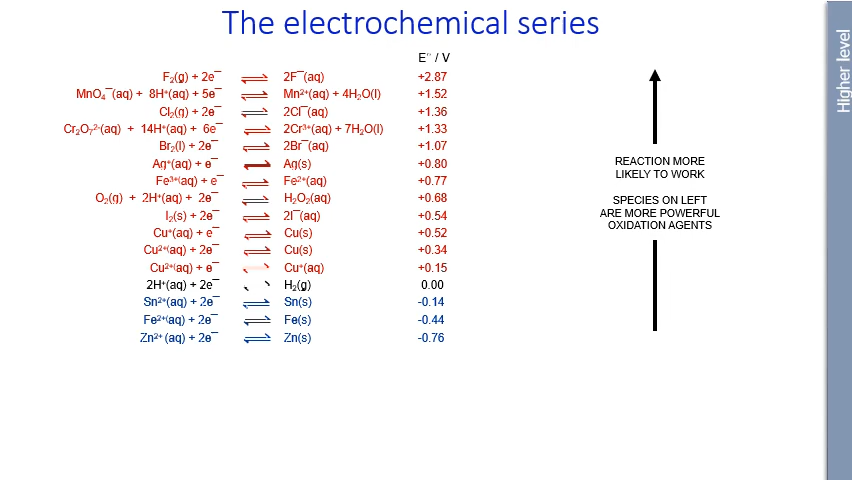 The electrochemical series
E° / V
F₂(g) + 2e⁻ ⇌ 2F⁻(aq) +2.87
MnO₄⁻(aq) + 8H⁺(aq) + 5e⁻ ⇌ Mn²⁺(aq) + 4H₂O(l) +1.52
Cl₂(g) + 2e⁻ ⇌ 2Cl⁻(aq) +1.36
Cr₂O₇²⁻(aq) + 14H⁺(aq) + 6e⁻ ⇌ 2Cr³⁺(aq) + 7H₂O(l) +1.33
Br₂(l) + 2e⁻ ⇌ 2Br⁻(aq) +1.07
Ag⁺(aq) + e⁻ ⇌ Ag(s) +0.80
Fe³⁺(aq) + e⁻ ⇌ Fe²⁺(aq) +0.77
O₂(g) + 2H⁺(aq) + 2e⁻ ⇌ H₂O₂(aq) +0.68
I₂(s) + 2e⁻ ⇌ 2I⁻(aq) +0.54
Cu⁺(aq) + e⁻ ⇌ Cu(s) +0.52
Cu²⁺(aq) + 2e⁻ ⇌ Cu(s) +0.34
Cu²⁺(aq) + e⁻ ⇌ Cu⁺(aq) +0.15
2H⁺(aq) + 2e⁻ ⇌ H₂(g) 0.00
Sn²⁺(aq) + 2e⁻ ⇌ Sn(s) -0.14
Fe²⁺(aq) + 2e⁻ ⇌ Fe(s) -0.44
Zn²⁺(aq) + 2e⁻ ⇌ Zn(s) -0.76
REACTION MORE
LIKELY TO WORK
SPECIES ON LEFT
ARE MORE POWERFUL
OXIDATION AGENTS
Higher level